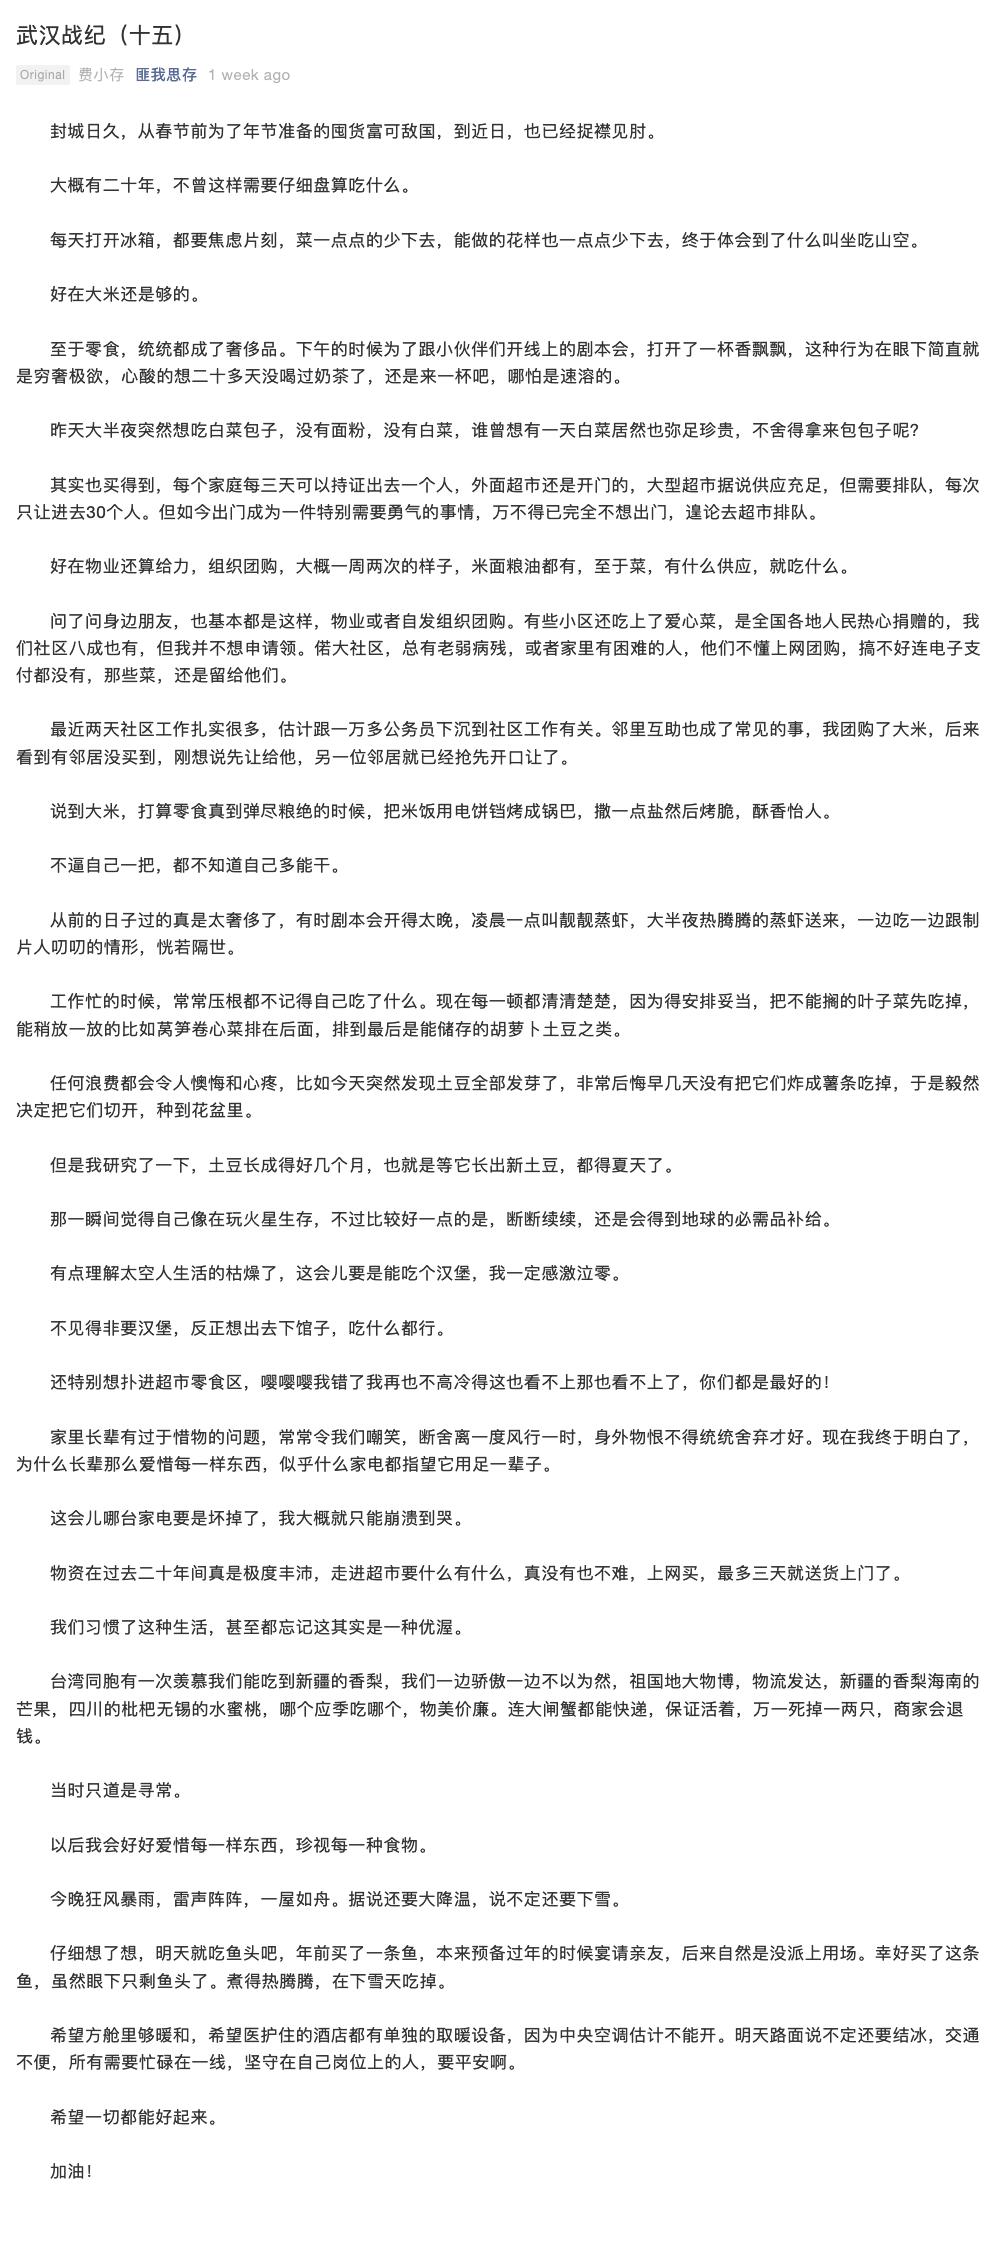 武汉战纪（十五）
Original 费小存 匪我思存 1 week ago
封城日久，从春节前为了年节准备的囤货富可敌国，到近日，也已经捉襟见肘。
大概有二十年，不曾这样需要仔细盘算吃什么。
每天打开冰箱，都要焦虑片刻，菜一点点的少下去，能做的花样也一点点少下去，终于体会到了什么叫坐吃山空。
好在大米还是够的。
至于零食，统统都成了奢侈品。下午的时候为了跟小伙伴们开线上的剧本会，打开了一杯香飘飘，这种行为在眼下简直就
是穷奢极欲，心酸的想二十多天没喝过奶茶了，还是来一杯吧，哪怕是速溶的。
昨天大半夜突然想吃白菜包子，没有面粉，没有白菜，谁曾想有一天白菜居然也弥足珍贵，不舍得拿来包包子呢？
其实也买得到，每个家庭每三天可以持证出去一个人，外面超市还是开门的，大型超市据说供应充足，但需要排队，每次
只让进去30个人。但如今出门成为一件特别需要勇气的事情，万不得已完全不想出门，遑论去超市排队。
好在物业还算给力，组织团购，大概一周两次的样子，米面粮油都有，至于菜，有什么供应，就吃什么。
问了问身边朋友，也基本都是这样，物业或者自发组织团购。有些小区还吃上了爱心菜，是全国各地人民热心捐赠的，我
们社区八成也有，但我并不想申请领。偌大社区，总有老弱病残，或者家里有困难的人，他们不懂上网团购，搞不好连电子支
付都没有，那些菜，还是留给他们。
最近两天社区工作扎实很多，估计跟一万多公务员下沉到社区工作有关。邻里互助也成了常见的事，我团购了大米，后来
看到有邻居没买到，刚想说先让给他，另一位邻居就已经抢先开口让了。
说到大米，打算零食真到弹尽粮绝的时候，把米饭用电饼铛烤成锅巴，撒一点盐然后烤脆，酥香怡人。
不逼自己一把，都不知道自己多能干。
从前的日子过的真是太奢侈了，有时剧本会开得太晚，凌晨一点叫靓靓蒸虾，大半夜热腾腾的蒸虾送来，一边吃一边跟制
片人叨叨的情形，恍若隔世。
工作忙的时候，常常压根都不记得自己吃了什么。现在每一顿都清清楚楚，因为得安排妥当，把不能搁的叶子菜先吃掉，
能稍放一放的比如莴笋卷心菜排在后面，排到最后是能储存的胡萝卜土豆之类。
任何浪费都会令人懊悔和心疼，比如今天突然发现土豆全部发芽了，非常后悔早几天没有把它们炸成薯条吃掉，于是毅然
决定把它们切开，种到花盆里。
但是我研究了一下，土豆长成得好几个月，也就是等它长出新土豆，都得夏天了。
那一瞬间觉得自己像在玩火星生存，不过比较好一点的是，断断续续，还是会得到地球的必需品补给。
有点理解太空人生活的枯燥了，这会儿要是能吃个汉堡，我一定感激泣零。
不见得非要汉堡，反正想出去下馆子，吃什么都行。
还特别想扑进超市零食区，嘤嘤嘤我错了我再也不高冷得这也看不上那也看不上了，你们都是最好的！
家里长辈有过于惜物的问题，常常令我们嘲笑，断舍离一度风行一时，身外物恨不得统统舍弃才好。现在我终于明白了，
为什么长辈那么爱惜每一样东西，似乎什么家电都指望它用足一辈子。
这会儿哪台家电要是坏掉了，我大概就只能崩溃到哭。
物资在过去二十年间真是极度丰沛，走进超市要什么有什么，真没有也不难，上网买，最多三天就送货上门了。
我们习惯了这种生活，甚至都忘记这其实是一种优渥。
台湾同胞有一次羡慕我们能吃到新疆的香梨，我们一边骄傲一边不以为然，祖国地大物博，物流发达，新疆的香梨海南的
芒果，四川的枇杷无锡的水蜜桃，哪个应季吃哪个，物美价廉。连大闸蟹都能快递，保证活着，万一死掉一两只，商家会退
钱。
当时只道是寻常。
以后我会好好爱惜每一样东西，珍视每一种食物。
今晚狂风暴雨，雷声阵阵，一屋如舟。据说还要大降温，说不定还要下雪。
仔细想了想，明天就吃鱼头吧，年前买了一条鱼，本来预备过年的时候宴请亲友，后来自然是没派上用场。幸好买了这条
鱼，虽然眼下只剩鱼头了。煮得热腾腾，在下雪天吃掉。
希望方舱里够暖和，希望医护住的酒店都有单独的取暖设备，因为中央空调估计不能开。明天路面说不定还要结冰，交通
不便，所有需要忙碌在一线，坚守在自己岗位上的人，要平安啊。
希望一切都能好起来。
加油！